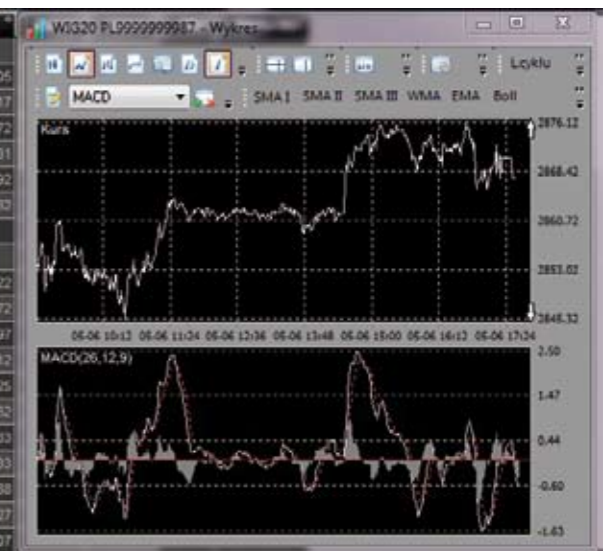 WIG20 PL9999999987 - Wykres
MACD
SMA I SMA II SMA III WMA EMA Boll
Kurs
2876.12
2868.42
2860.72
2853.02
2845.32
05-06 10:12 05-06 11:24 05-06 12:36 05-06 13:48 05-06 15:00 05-06 16:12 05-06 17:24
MACD(26,12,9)
2.50
1.47
0.44
-0.60
-1.63